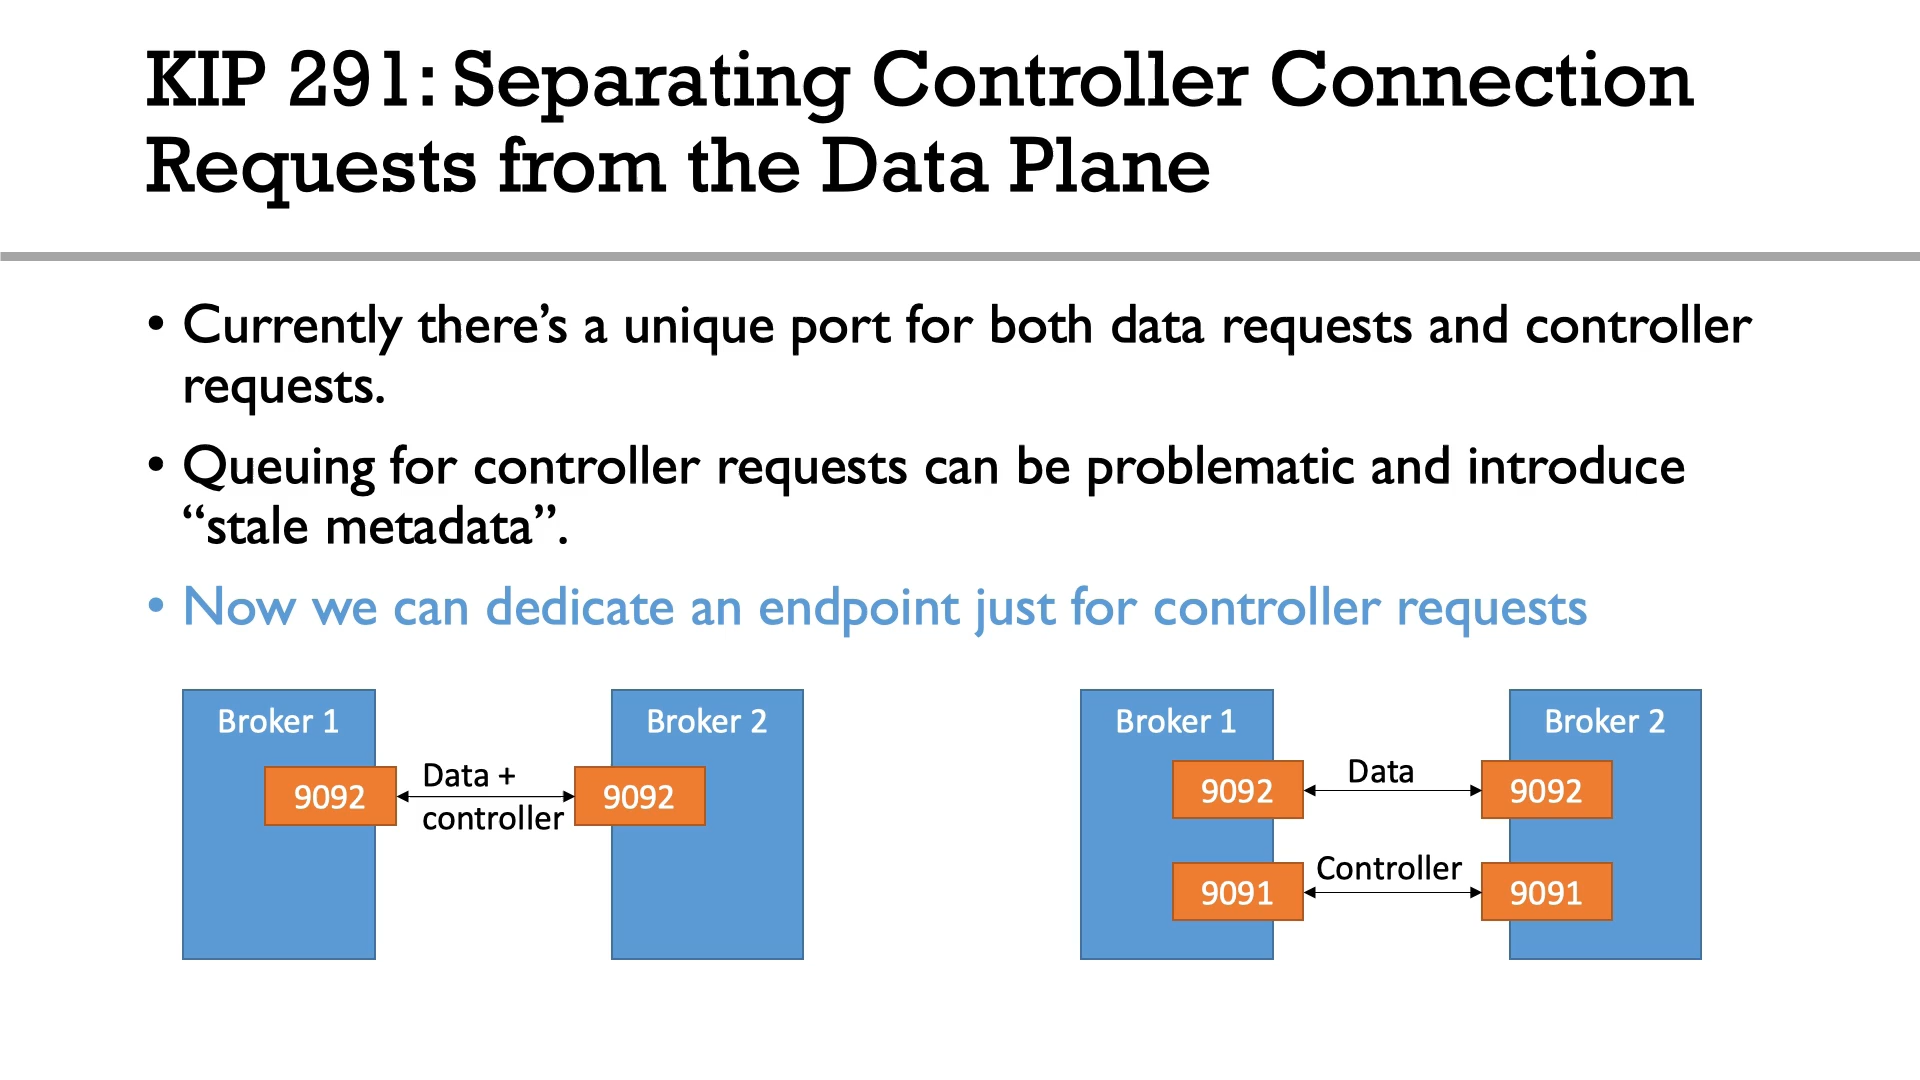 KIP 291: Separating Controller Connection
Requests from the Data Plane
• Currently there’s a unique port for both data requests and controller
requests.
• Queuing for controller requests can be problematic and introduce
“stale metadata”.
• Now we can dedicate an endpoint just for controller requests
Broker 1
9092
Data +
controller
Broker 2
9092
Broker 1
9092
9091
Data
Controller
Broker 2
9092
9091